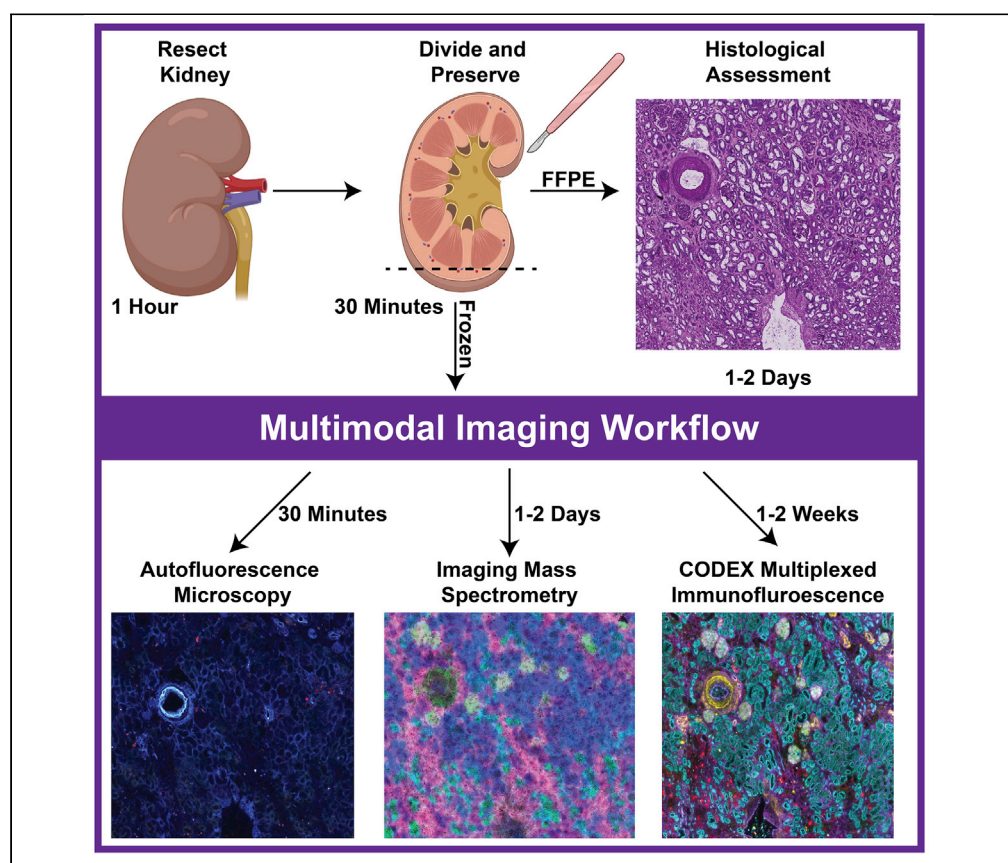 Resect
Kidney
Divide and
Preserve
Histological
Assessment
FFPE
1 Hour
30 Minutes
Frozen
1-2 Days
Multimodal Imaging Workflow
30 Minutes
1-2 Days
1-2 Weeks
Autofluorescence
Microscopy
Imaging Mass
Spectrometry
CODEX Multiplexed
Immunofluroescence